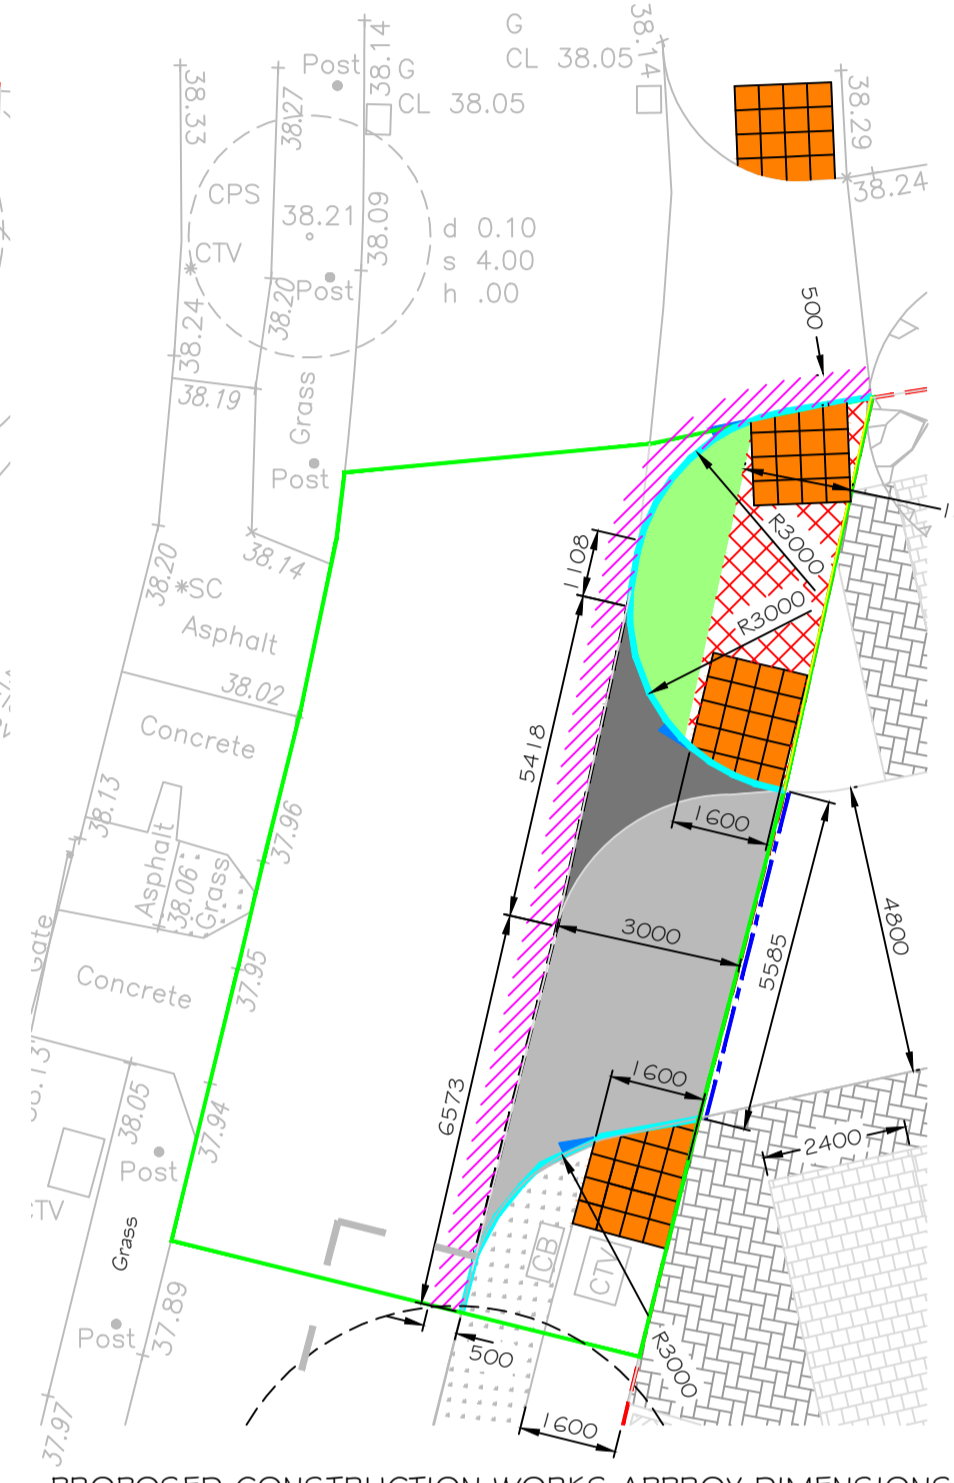 G
CL 38.05
38.14
38.14
Post
G
CL 38.05
38.33
38.27
38.29
38.24
CPS
38.21
38.09
d 0.10
s 4.00
h .00
CTV
Post
38.20
38.24
38.19
500
Grass
Post
38.14
38.20
SC
Asphalt
38.02
Concrete
R3000
R3000
1108
5418
1600
38.13
37.96
Asphalt
38.06
Grass
Gate
3000
5585
4800
Concrete
37.95
1600
6573
38.05
37.94
2400
Post
Grass
CB
CTV
37.89
Post
500
R3000
1600
37.97
PROPOSED CONSTRUCTION WORKS APPROX DIMENSIONS